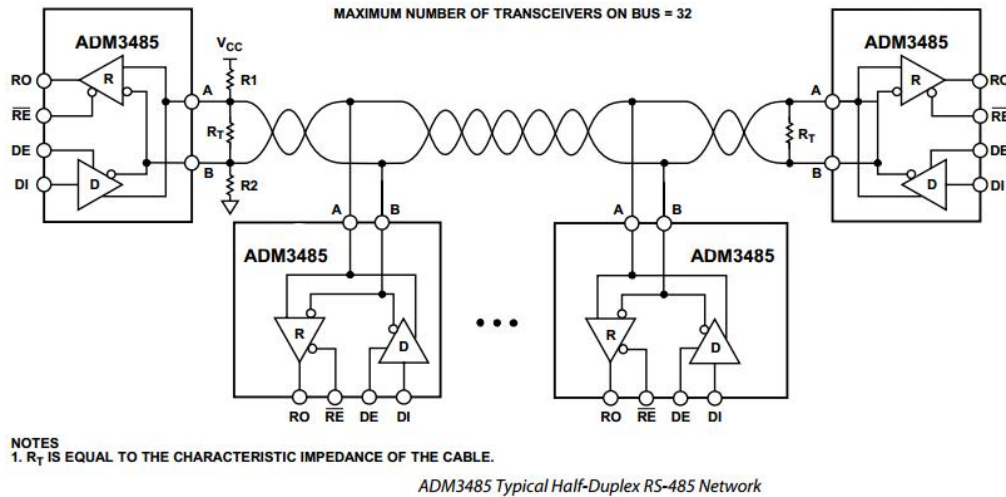 MAXIMUM NUMBER OF TRANSCEIVERS ON BUS = 32
ADM3485
VCC
R1
RO
R
RE
DE
DI
D
A
RT
B
R2
ADM3485
A
B
R
D
RO RE DE DI
• • •
ADM3485
A
B
R
D
RO RE DE DI
ADM3485
A
RT
B
R
D
RO
RE
DE
DI
NOTES
1. RT IS EQUAL TO THE CHARACTERISTIC IMPEDANCE OF THE CABLE.
ADM3485 Typical Half-Duplex RS-485 Network